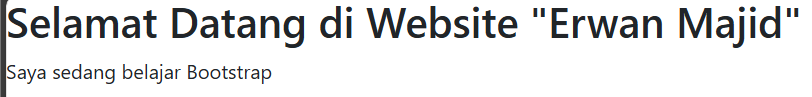 Selamat Datang di Website "Erwan Majid"
Saya sedang belajar Bootstrap